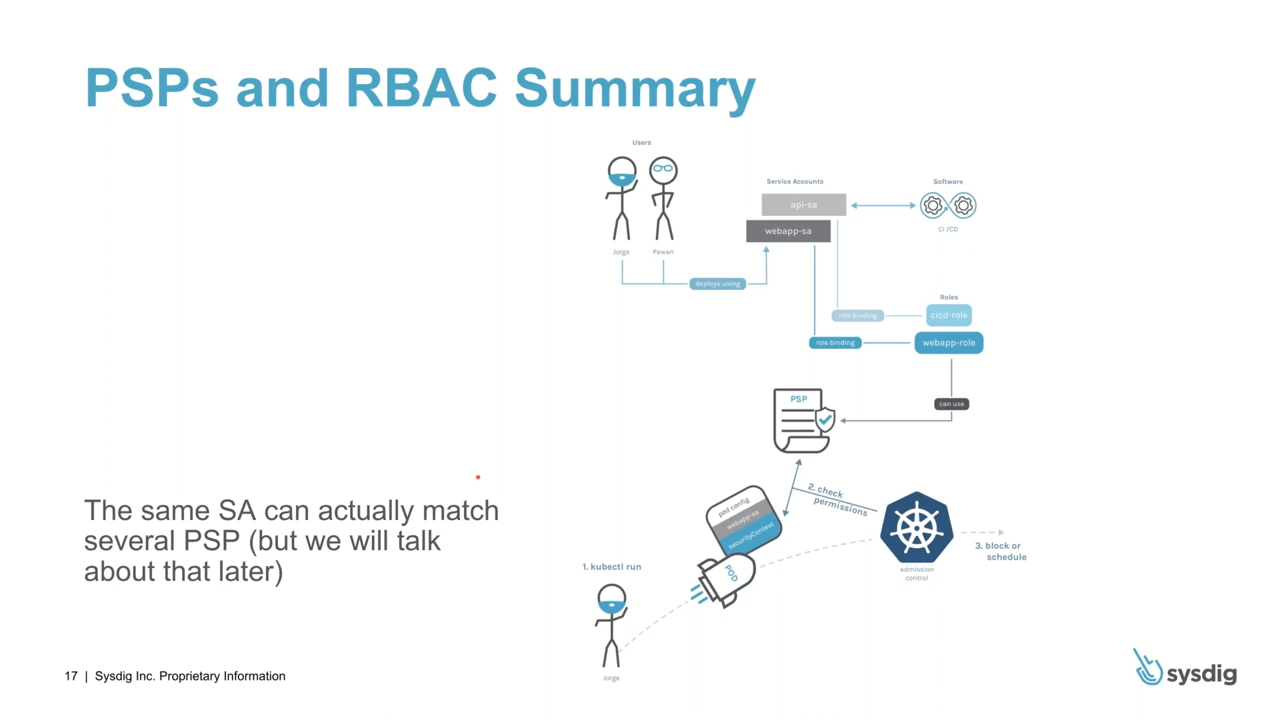 PSPs and RBAC Summary
Users
Jorge
Pawan
deploys using
Service Accounts
api-sa
webapp-sa
Software
CI /CD
Roles
role binding
cicd-role
role binding
webapp-role
can use
PSP
2. check
permissions
pod config
webapp-sa
securityContext
POD
admission
control
3. block or
schedule
1. kubectl run
Jorge
The same SA can actually match
several PSP (but we will talk
about that later)
17 | Sysdig Inc. Proprietary Information
sysdig